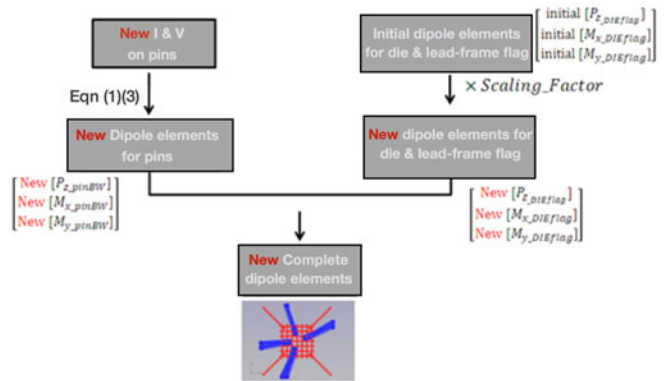 New I & V
on pins
Initial dipole elements
for die & lead-frame flag
initial [P_z_DIEflag]
initial [M_x_DIEflag]
initial [M_y_DIEflag]
Eqn (1)(3)
× Scaling_Factor
New Dipole elements
for pins
New dipole elements for
die & lead-frame flag
New [P_z_pinBW]
New [M_x_pinBW]
New [M_y_pinBW]
New [P_z_DIEflag]
New [M_x_DIEflag]
New [M_y_DIEflag]
New Complete
dipole elements